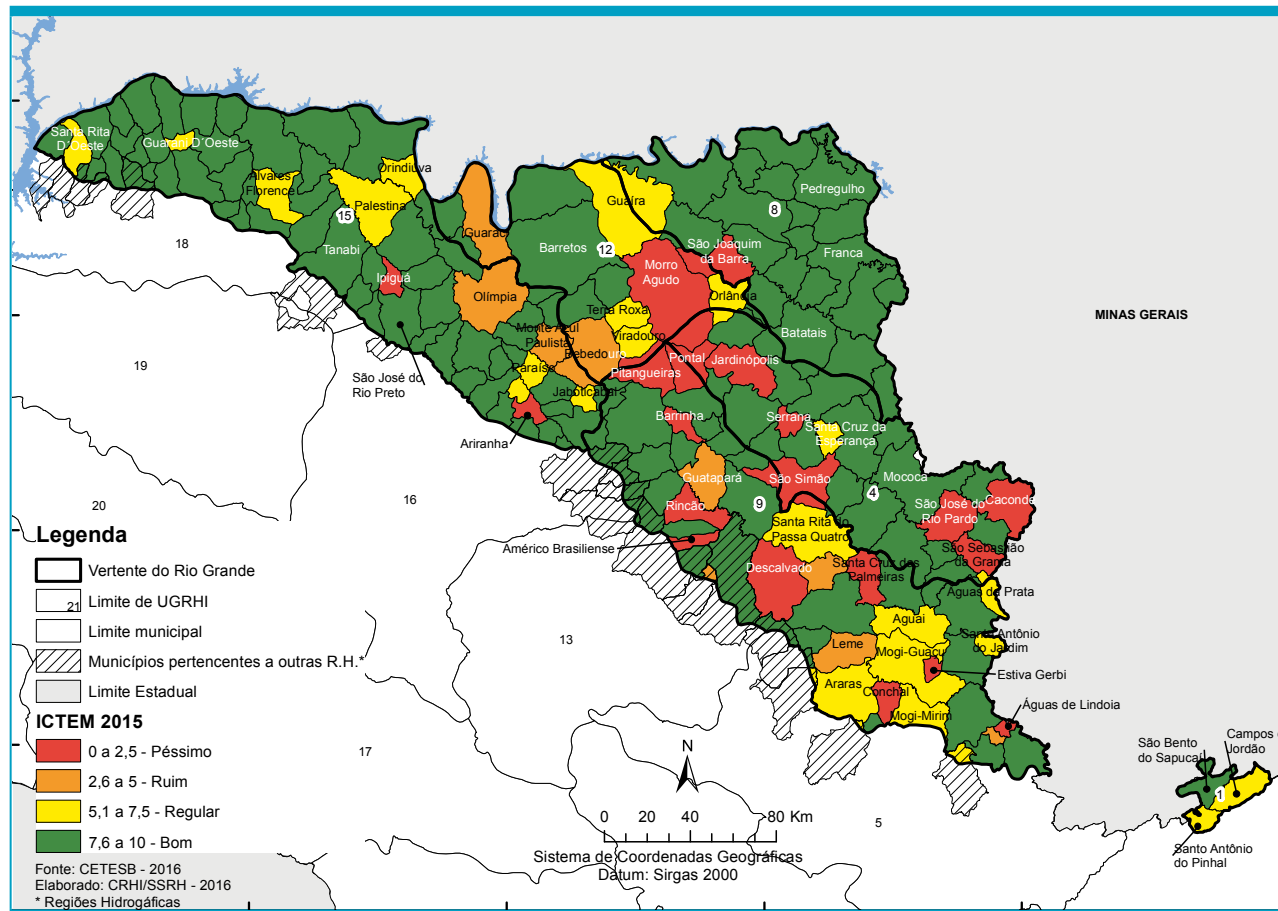 Santa Rita
D´Oeste
Guarani D´Oeste
Alvares
Florence
Orindiuva
Palestina
15
Tanabi
Ipiguá
Guaraci
Olímpia
Barretos
12
Guaíra
8
Pedregulho
São Joaquim
da Barra
Franca
Morro
Agudo
Orlândia
Terra Roxa
Viradouro
Monte Azul
Paulista
Bebedouro
Batatais
Pontal
Jardinópolis
Pitangueiras
Paraíso
Jaboticabal
São José do
Rio Preto
Ariranha
Barrinha
Serrana
Santa Cruz da
Esperança
Guatapará
São Simão
Mococa
4
9
Rincão
São José do
Rio Pardo
Caconde
Américo Brasiliense
Santa Rita do
Passa Quatro
Descalvado
Santa Cruz das
Palmeiras
São Sebastião
da Grama
Aguas da Prata
Aguaí
Santo Antônio
do Jardim
Leme
Mogi-Guaçu
Estiva Gerbi
Araras
Conchal
Mogi-Mirim
Águas de Lindoia
São Bento
do Sapucaí
Campos
Jordão
1
Santo Antônio
do Pinhal
MINAS GERAIS
18
19
20
16
13
17
5
Legenda
Vertente do Rio Grande
21 Limite de UGRHI
Limite municipal
Municípios pertencentes a outras R.H.*
Limite Estadual
ICTEM 2015
0 a 2,5 - Péssimo
2,6 a 5 - Ruim
5,1 a 7,5 - Regular
7,6 a 10 - Bom
Fonte: CETESB - 2016
Elaborado: CRHI/SSRH - 2016
* Regiões Hidrogáficas
N
0 20 40 80 Km
Sistema de Coordenadas Geográficas
Datum: Sirgas 2000